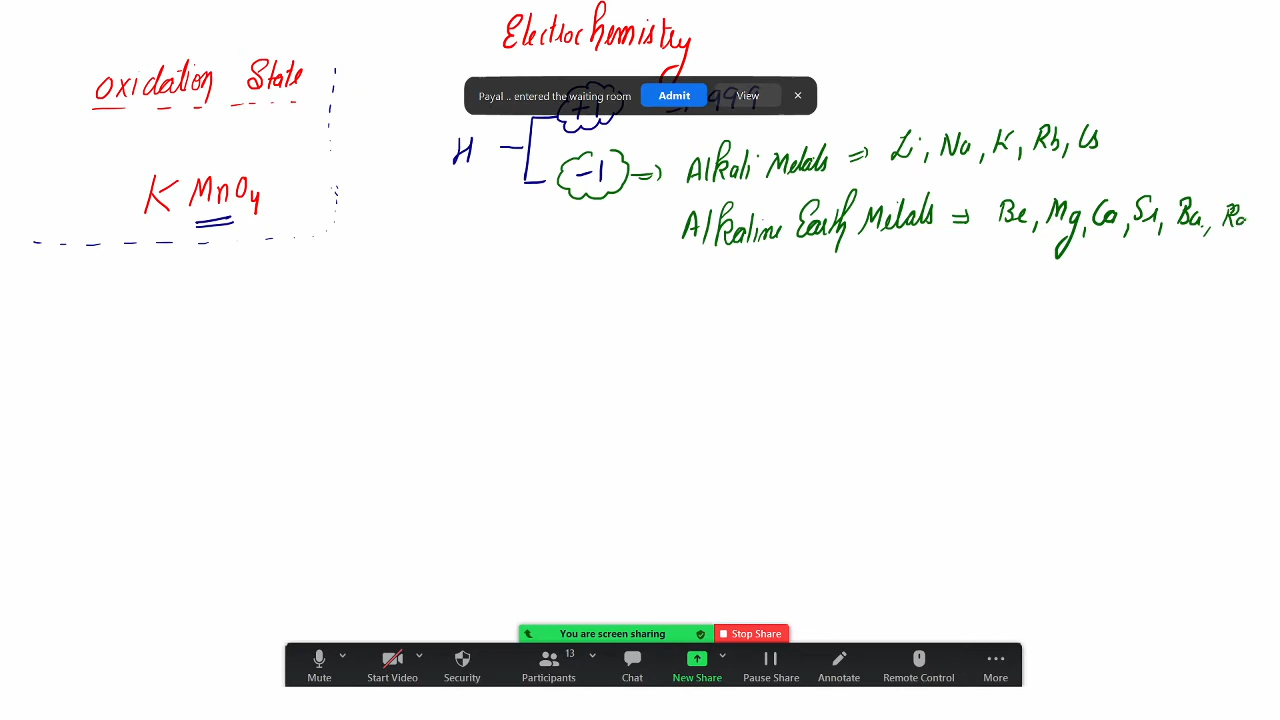 Electrochemistry
Oxidation State
Payal .. entered the waiting room Admit View ×
+1
H
-1 ⇒ Alkali Metals ⇒ Li, Na, K, Rb, Cs
KMnO4
Alkaline Earth Metals ⇒ Be, Mg, Ca, Sr, Ba, Ra
You are screen sharing Stop Share
13
Mute Start Video Security Participants Chat New Share Pause Share Annotate Remote Control More